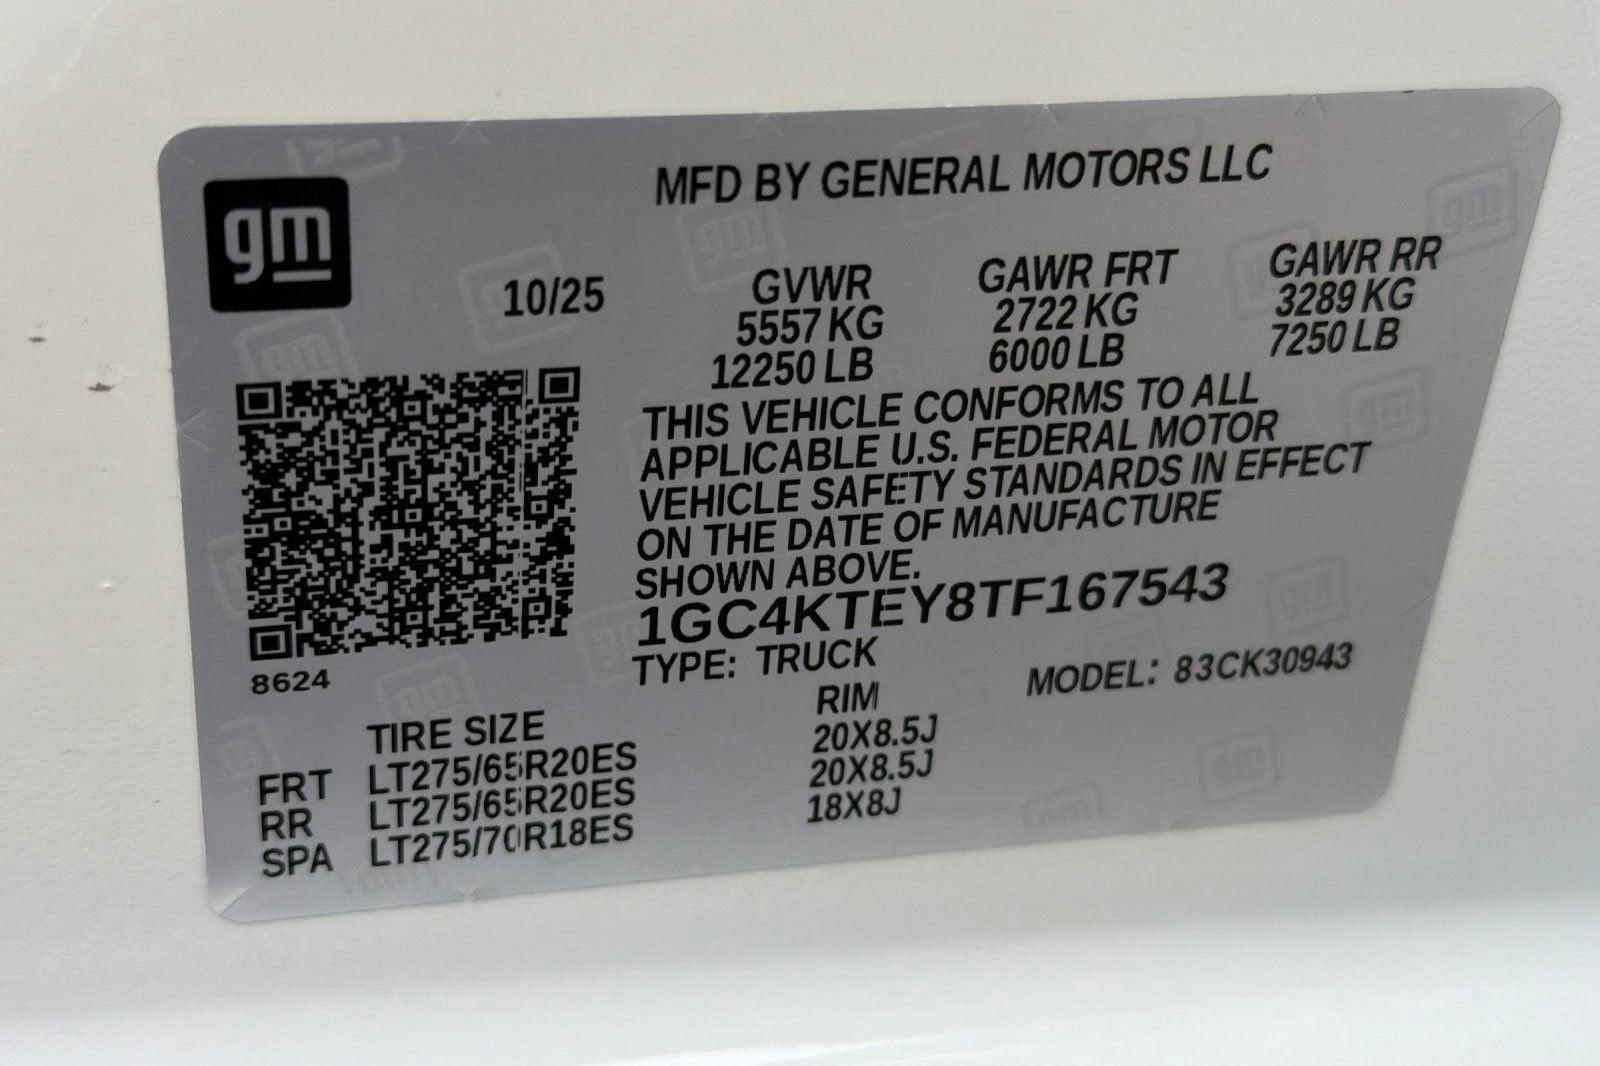 gm
MFD BY GENERAL MOTORS LLC
10/25 GVWR GAWR FRT GAWR RR
5557 KG 2722 KG 3289 KG
12250 LB 6000 LB 7250 LB
THIS VEHICLE CONFORMS TO ALL
APPLICABLE U.S. FEDERAL MOTOR
VEHICLE SAFETY STANDARDS IN EFFECT
ON THE DATE OF MANUFACTURE
SHOWN ABOVE.
1GC4KTEY8TF167543
TYPE: TRUCK MODEL: 83CK30943
8624
TIRE SIZE RIM
FRT LT275/65R20ES 20X8.5J
RR LT275/65R20ES 20X8.5J
SPA LT275/70R18ES 18X8J